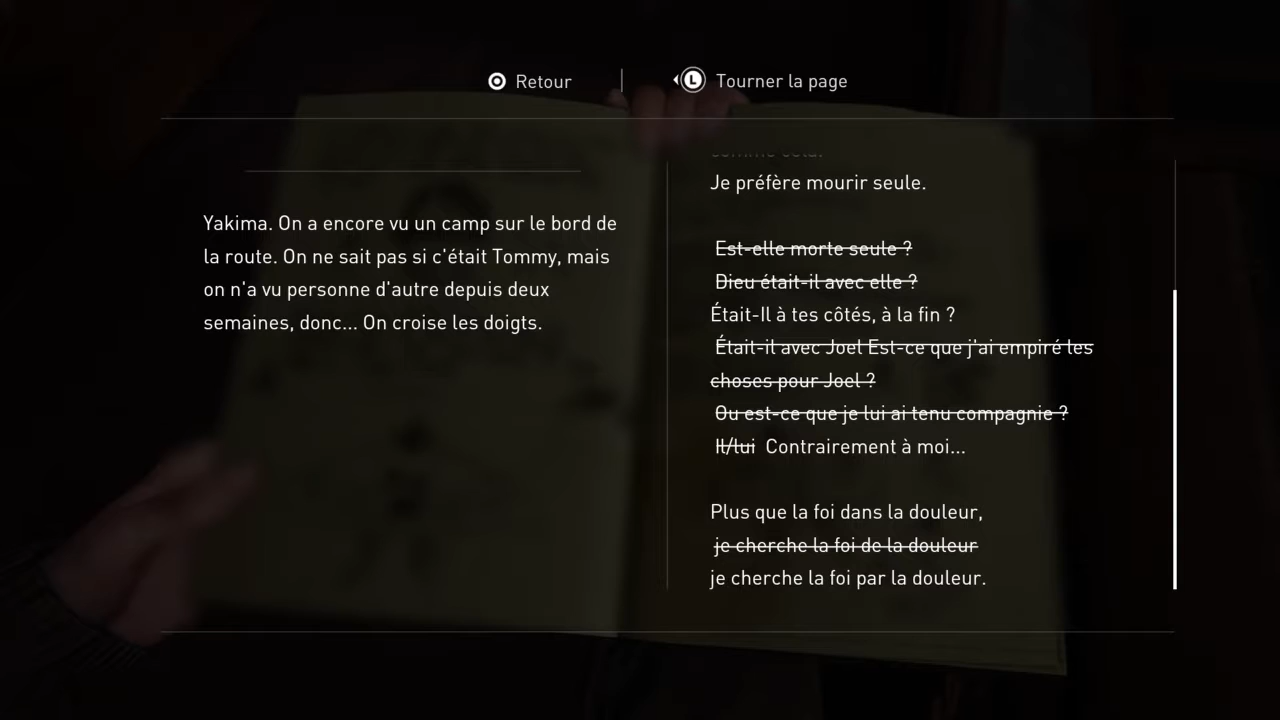 Retour
L Tourner la page
Yakima. On a encore vu un camp sur le bord de
la route. On ne sait pas si c'était Tommy, mais
on n'a vu personne d'autre depuis deux
semaines, donc... On croise les doigts.
comme cela.
Je préfère mourir seule.
Est-elle morte seule ?
Dieu était-il avec elle ?
Était-Il à tes côtés, à la fin ?
Était-il avec Joel Est-ce que j'ai empiré les
choses pour Joel ?
Ou est-ce que je lui ai tenu compagnie ?
Il/lui Contrairement à moi...
Plus que la foi dans la douleur,
je cherche la foi de la douleur
je cherche la foi par la douleur.